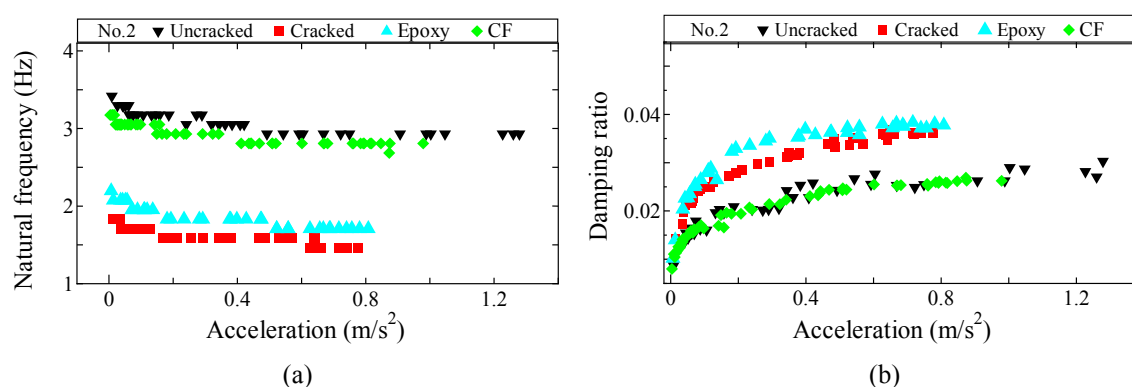 No.2 Uncracked Cracked Epoxy CF
4
3
2
1
0 0.4 0.8 1.2
Natural frequency (Hz)
Acceleration (m/s²)
(a)
No.2 Uncracked Cracked Epoxy CF
0.04
0.02
0 0.4 0.8 1.2
Damping ratio
Acceleration (m/s²)
(b)